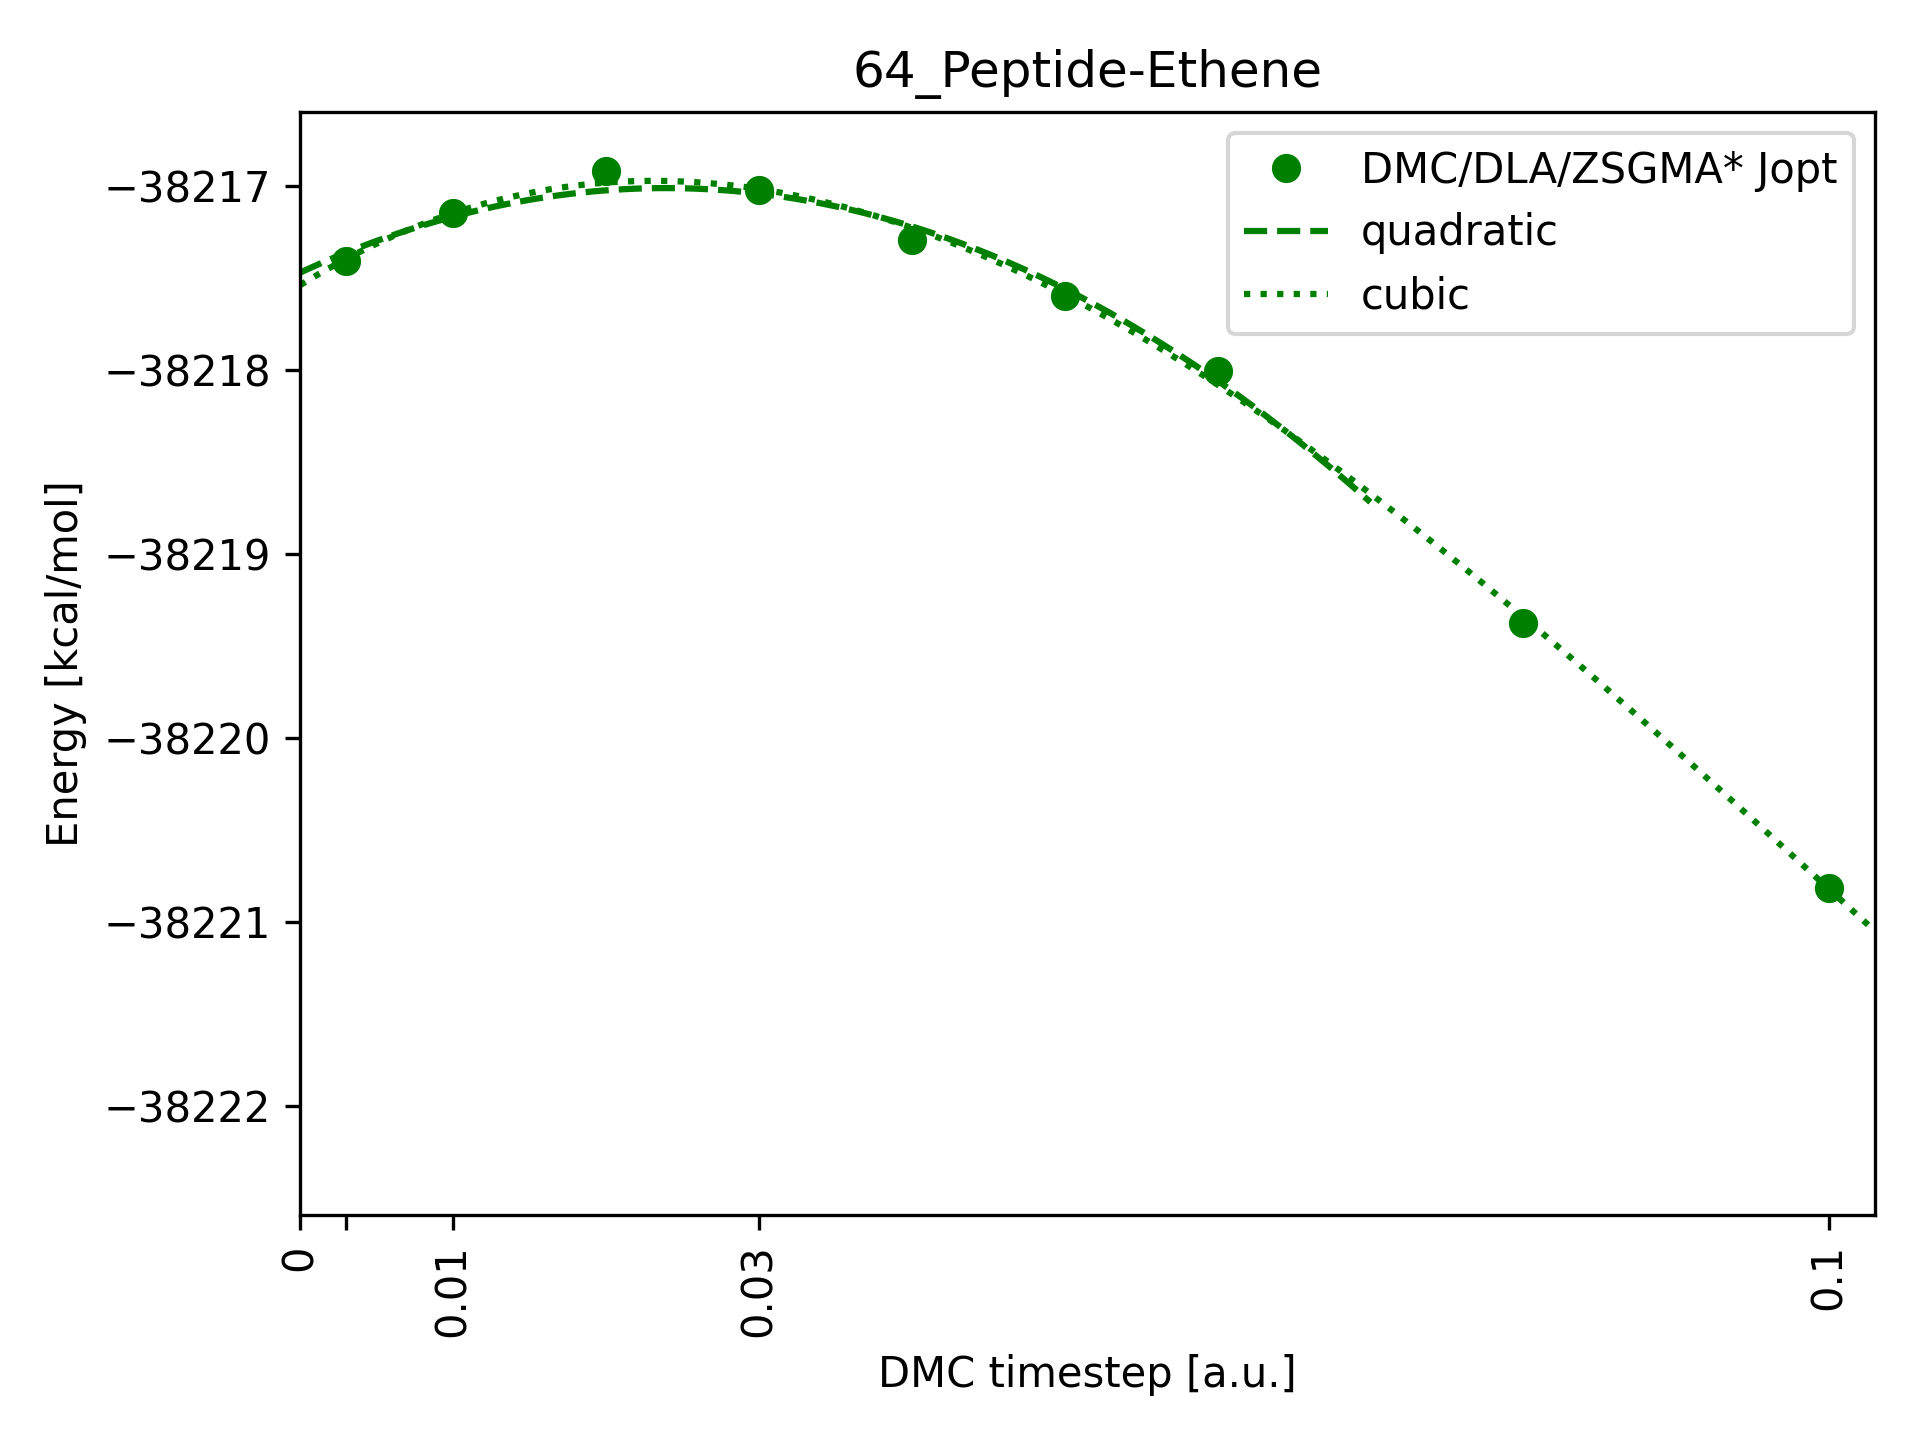 64_Peptide-Ethene
DMC/DLA/ZSGMA* Jopt
quadratic
cubic
−38217
−38218
−38219
−38220
−38221
−38222
Energy [kcal/mol]
0
0.01
0.03
0.1
DMC timestep [a.u.]